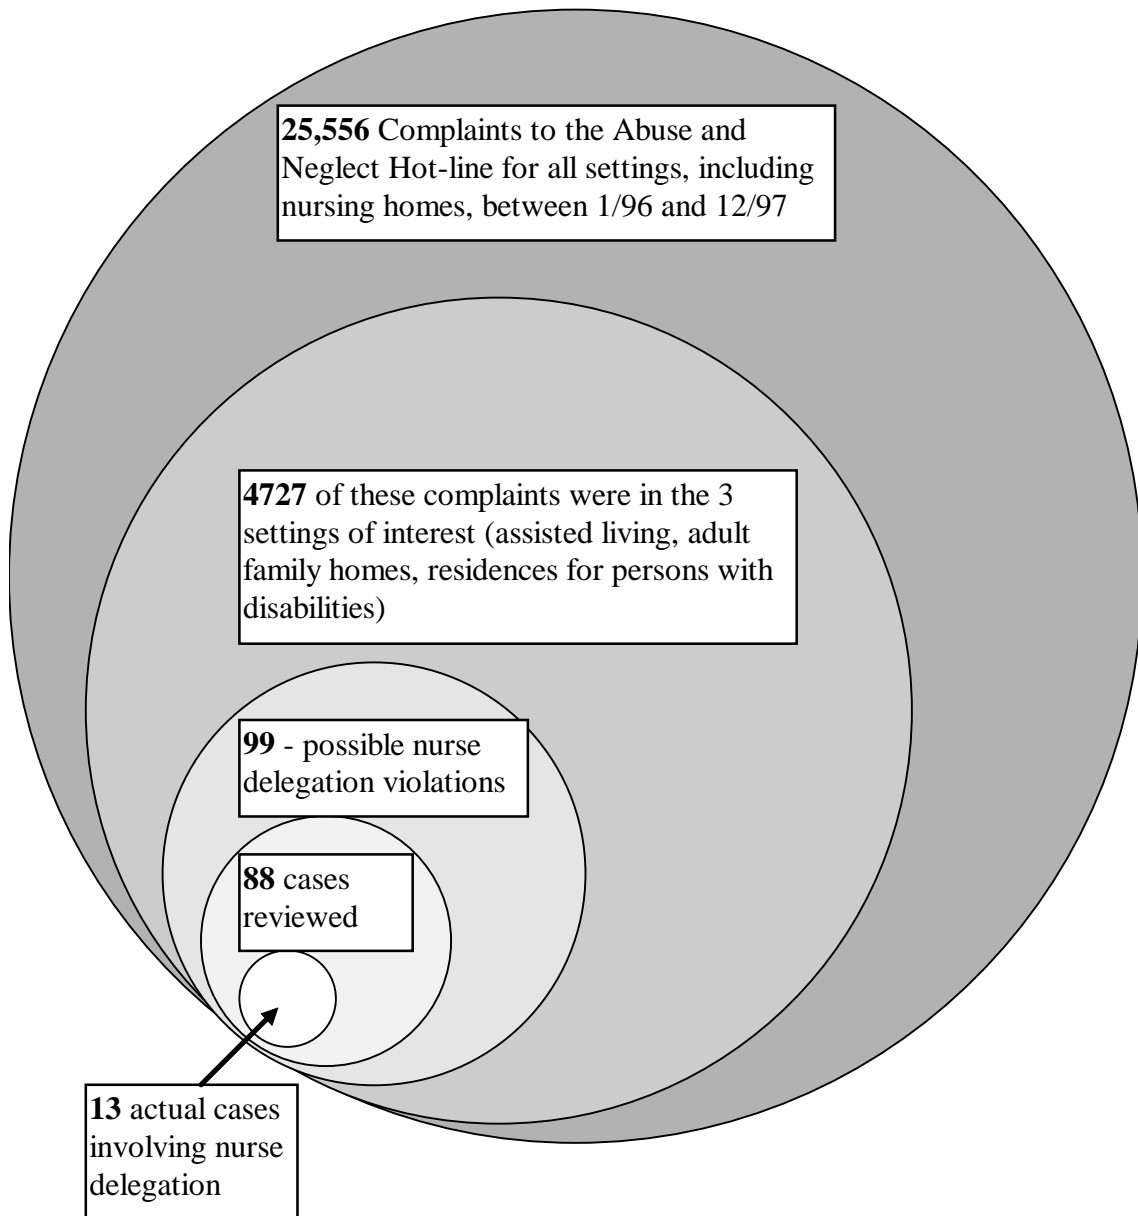 25,556 Complaints to the Abuse and
Neglect Hot-line for all settings, including
nursing homes, between 1/96 and 12/97
4727 of these complaints were in the 3
settings of interest (assisted living, adult
family homes, residences for persons with
disabilities)
99 - possible nurse
delegation violations
88 cases
reviewed
13 actual cases
involving nurse
delegation